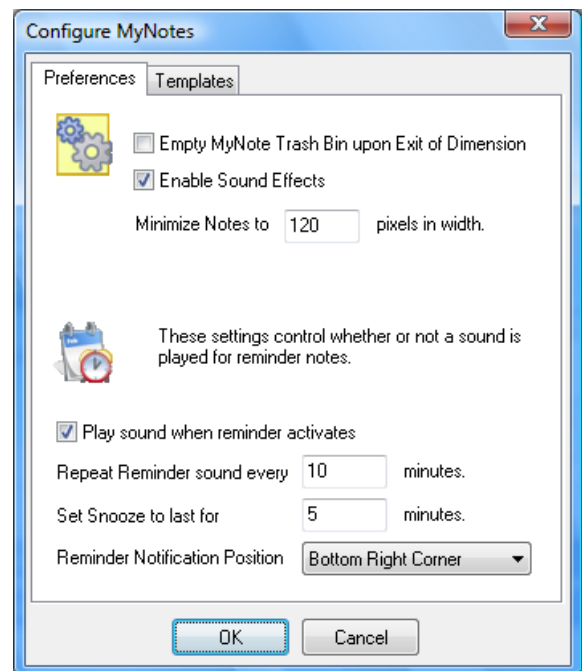 Configure MyNotes
Preferences Templates
Empty MyNote Trash Bin upon Exit of Dimension
Enable Sound Effects
Minimize Notes to 120 pixels in width.
These settings control whether or not a sound is
played for reminder notes.
Play sound when reminder activates
Repeat Reminder sound every 10 minutes.
Set Snooze to last for 5 minutes.
Reminder Notification Position Bottom Right Corner
OK Cancel